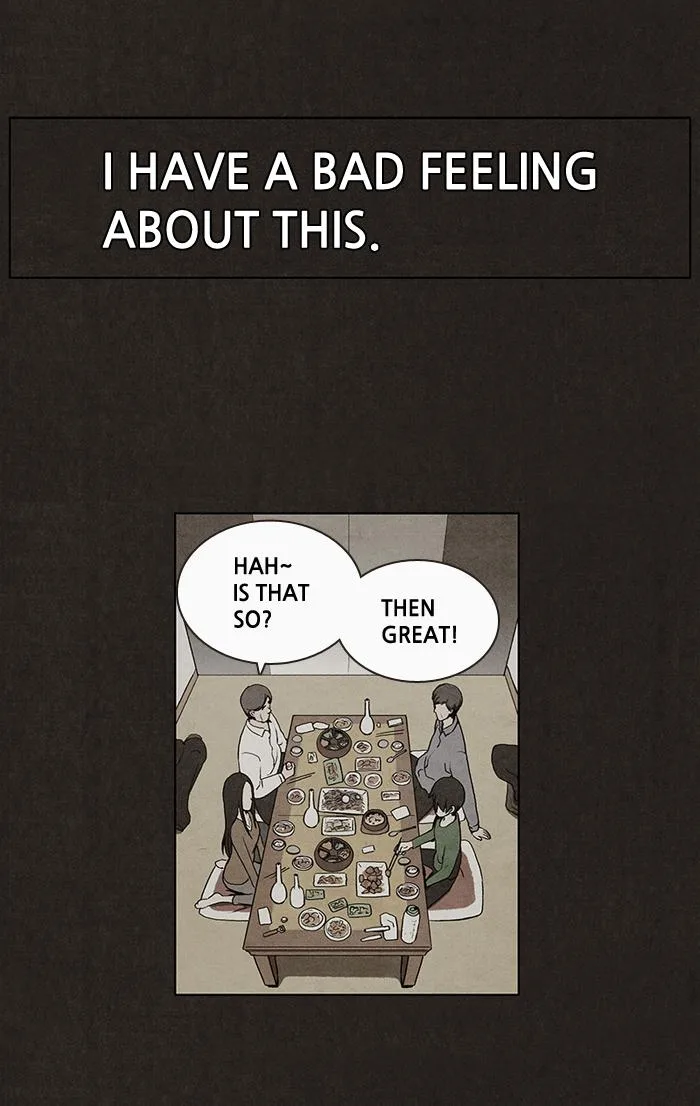 I HAVE A BAD FEELING
ABOUT THIS.
HAH~
IS THAT
SO?
THEN
GREAT!